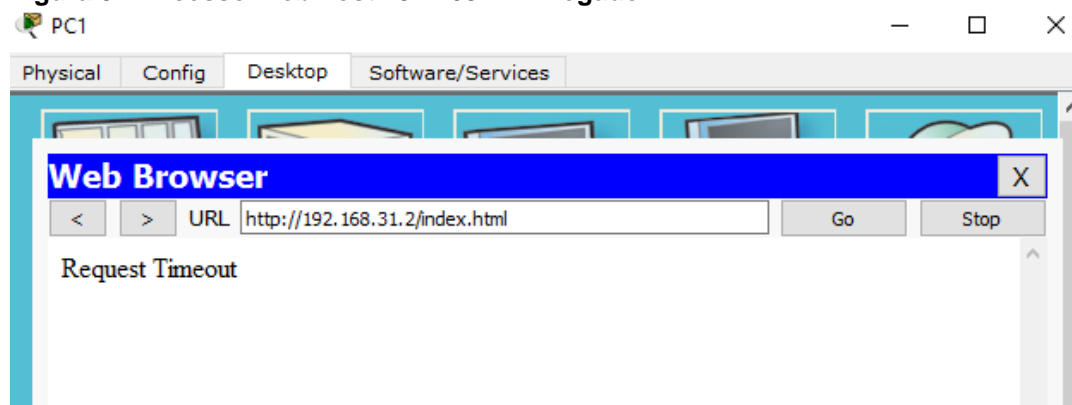 PC1
Physical Config Desktop Software/Services
Web Browser X
< > URL http://192.168.31.2/index.html Go Stop
Request Timeout